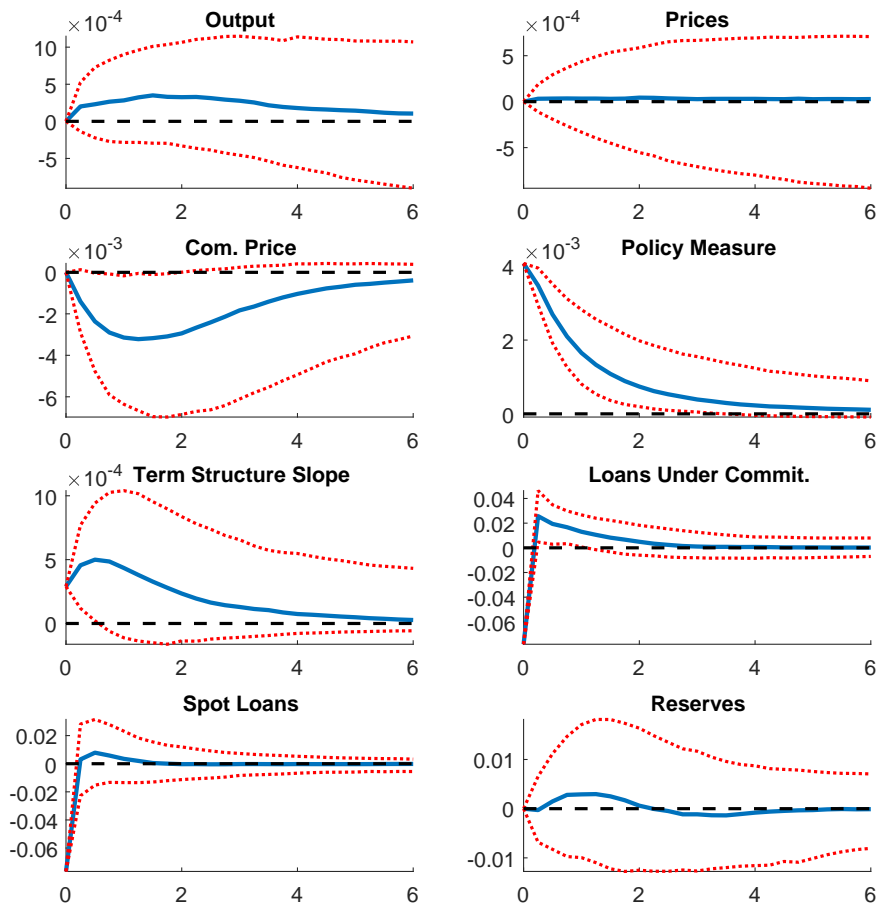 Output
×10⁻⁴
10
5
0
-5
0 2 4 6
Prices
×10⁻⁴
5
0
-5
0 2 4 6
Com. Price
×10⁻³
0
-2
-4
-6
0 2 4 6
Policy Measure
×10⁻³
4
2
0
0 2 4 6
Term Structure Slope
×10⁻⁴
10
5
0
0 2 4 6
Loans Under Commit.
0.04
0.02
0
-0.02
-0.04
-0.06
0 2 4 6
Spot Loans
0.02
0
-0.02
-0.04
-0.06
0 2 4 6
Reserves
0.01
0
-0.01
0 2 4 6